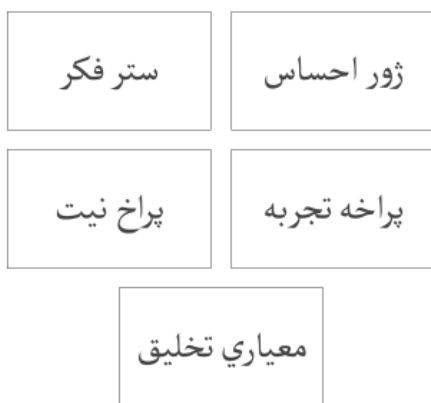 ژور احساس
ستر فکر
پراخه تجربه
پراخ نیت
معیاري تخلیق